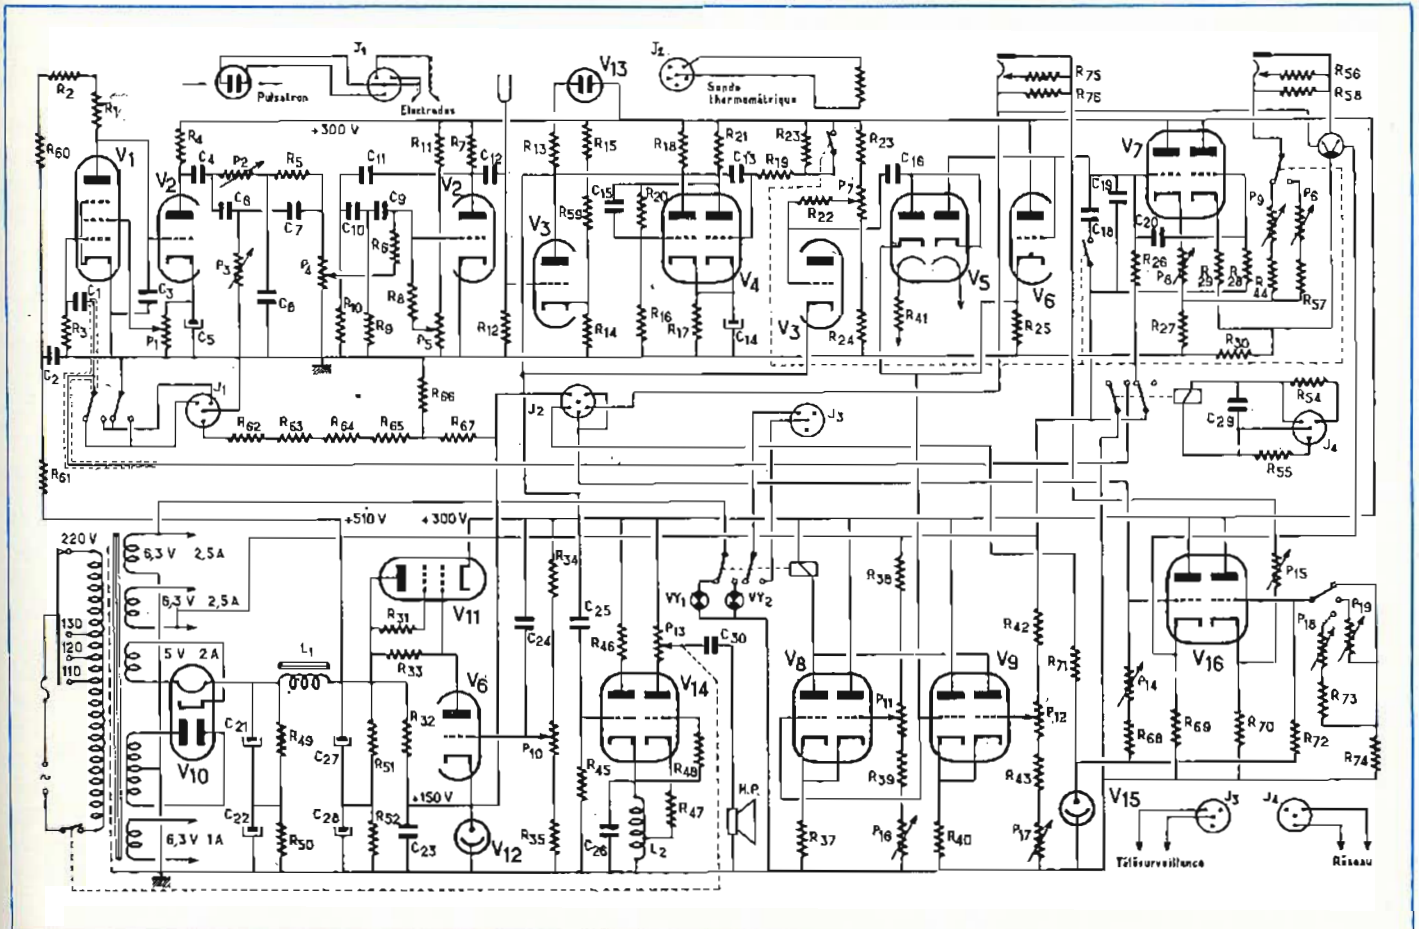 J1
Pulsatron
Electrodes
V13
J2
Sonde
thermométrique
R75
R76
R56
R58
R2
R1
R60
V1
+300 V
R4
C4
P2
R5
V2
C6
C7
P3
P4
C8
C1
R3
C3
P1
C5
C2
C11
R11
R7
C12
C10
C9
R6
V2
R10
R9
R8
P5
R12
R13
R15
V3
R59
R14
C15
R20
R18
R21
C13
R19
V4
R16
R17
C14
R23
R23
R22
P7
V3
R24
C16
V5
R41
V6
R25
V7
C19
C18
C20
R26
P8
R27
R29
R28
R44
P9
P6
R57
R30
J1
R62
R63
R64
R65
R66
R67
R61
J2
J3
C29
R54
R55
J4
220 V
130
120
110
6,3 V 2,5 A
6,3 V 2,5 A
5 V 2 A
6,3 V 1 A
V10
+510 V
+300 V
L1
C21
C22
R49
R50
C27
C28
R51
R52
R31
R33
V11
R32
V6
+150 V
C23
V12
C24
R34
P10
R35
C25
R45
R46
P13
C30
V14
R48
R47
C26
L2
H.P.
VY1
VY2
V8
R37
R38
P11
R39
P16
V9
R40
R42
P12
R43
P17
R71
V15
P14
R68
V16
R69
R70
P15
R72
P18
P19
R73
R74
J3
Télésurveillance
J4
Réseau